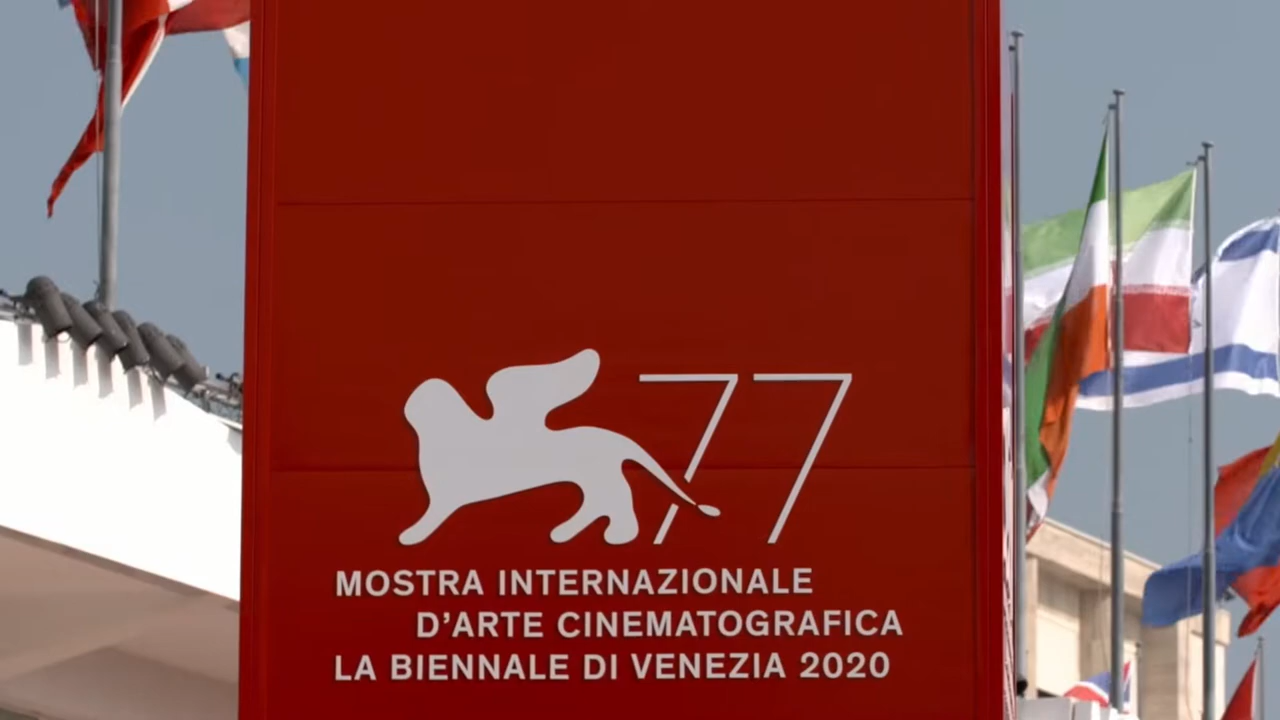 77
MOSTRA INTERNAZIONALE
D'ARTE CINEMATOGRAFICA
LA BIENNALE DI VENEZIA 2020